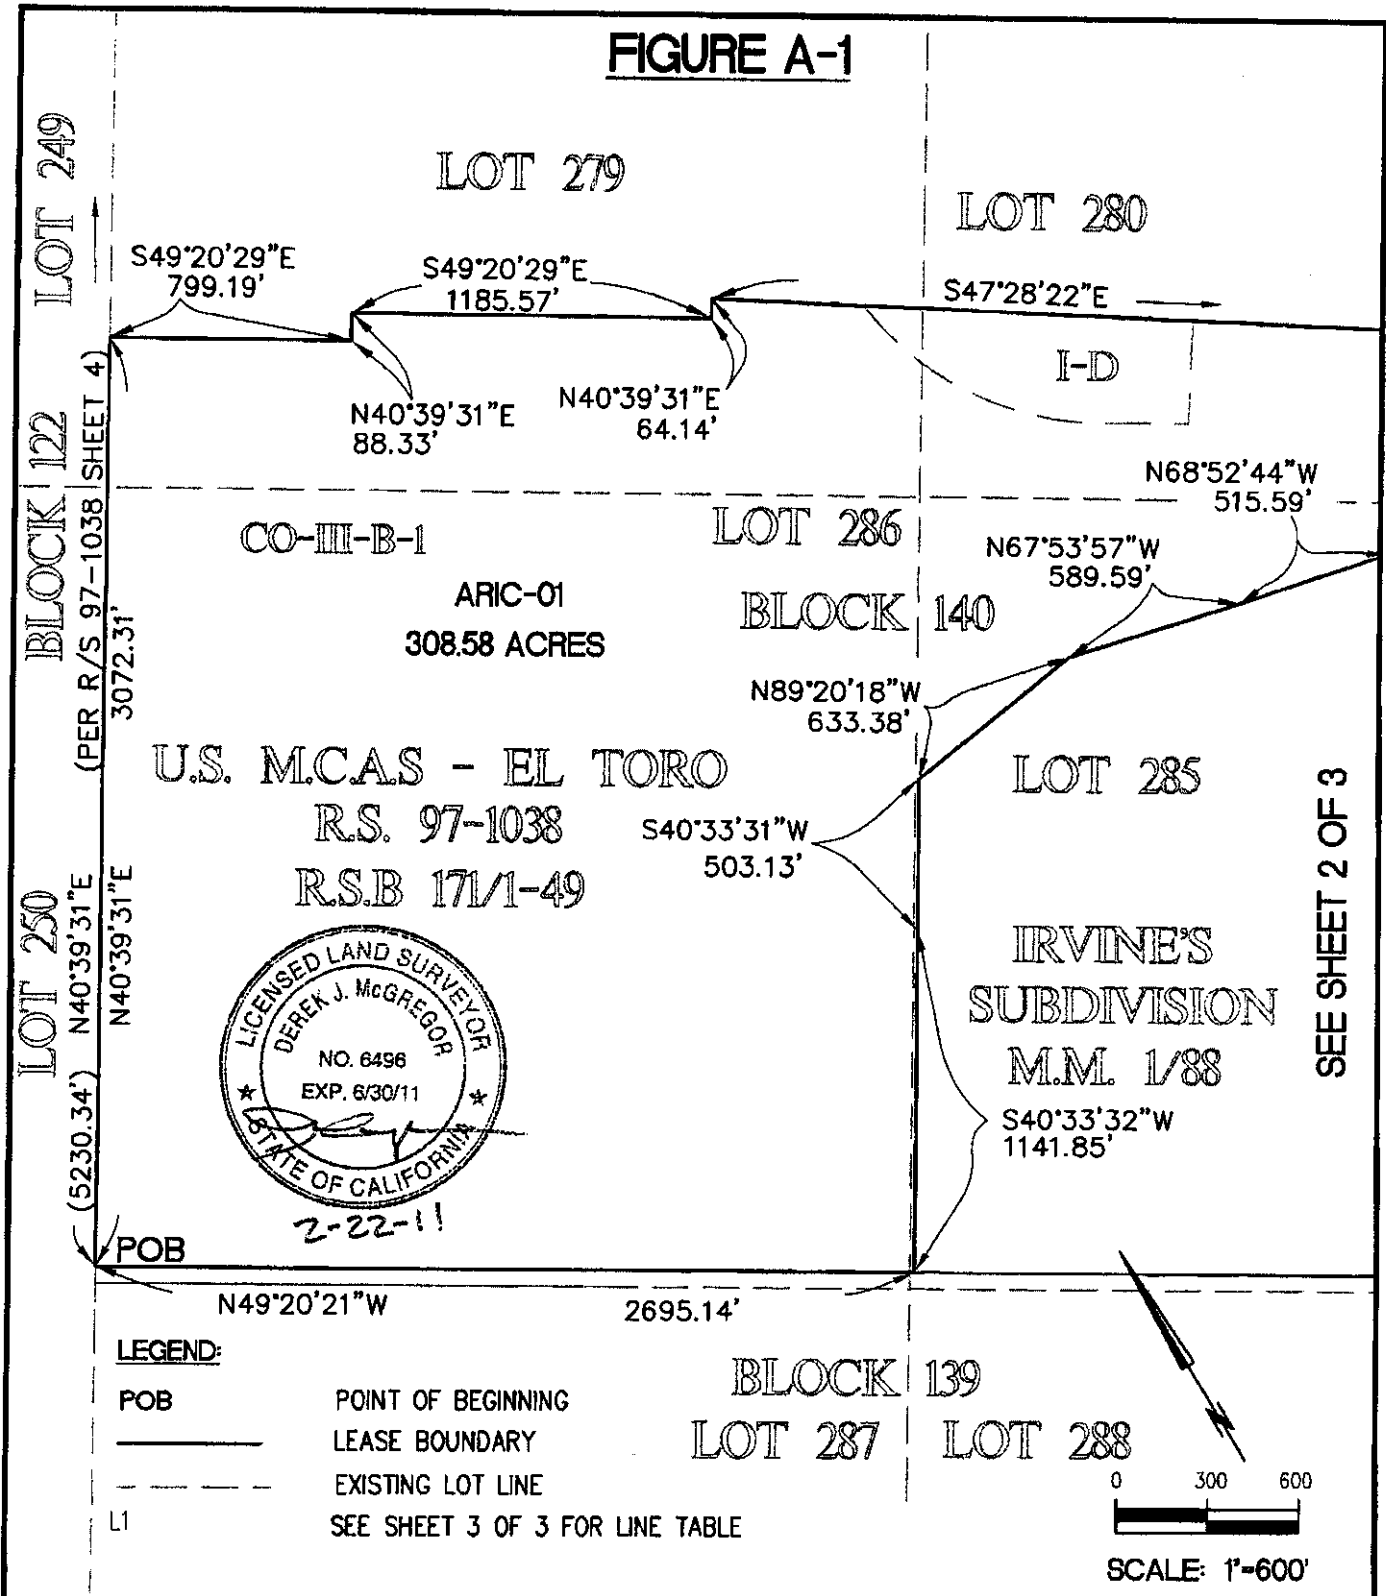 FIGURE A-1
LOT 249
LOT 279
LOT 280
S49°20'29"E
799.19'
S49°20'29"E
1185.57'
S47°28'22"E
I-D
N40°39'31"E
88.33'
N40°39'31"E
64.14'
N68°52'44"W
515.59'
BLOCK 122
(PER R/S 97-1038 SHEET 4)
3072.31'
CO-III-B-1
LOT 286
N67°53'57"W
589.59'
ARIC-01
308.58 ACRES
BLOCK 140
N89°20'18"W
633.38'
U.S. M.C.A.S - EL TORO
R.S. 97-1038
R.S.B 171/1-49
LOT 285
S40°33'31"W
503.13'
SEE SHEET 2 OF 3
LOT 250
(5230.34') N40°39'31"E
N40°39'31"E
IRVINE'S
SUBDIVISION
M.M. 1/88
LICENSED LAND SURVEYOR
DEREK J. McGREGOR
NO. 6496
EXP. 6/30/11
STATE OF CALIFORNIA
2-22-11
S40°33'32"W
1141.85'
POB
N49°20'21"W
2695.14'
LEGEND:
POB POINT OF BEGINNING
LEASE BOUNDARY
EXISTING LOT LINE
L1 SEE SHEET 3 OF 3 FOR LINE TABLE
BLOCK 139
LOT 287
LOT 288
0 300 600
SCALE: 1"=600'